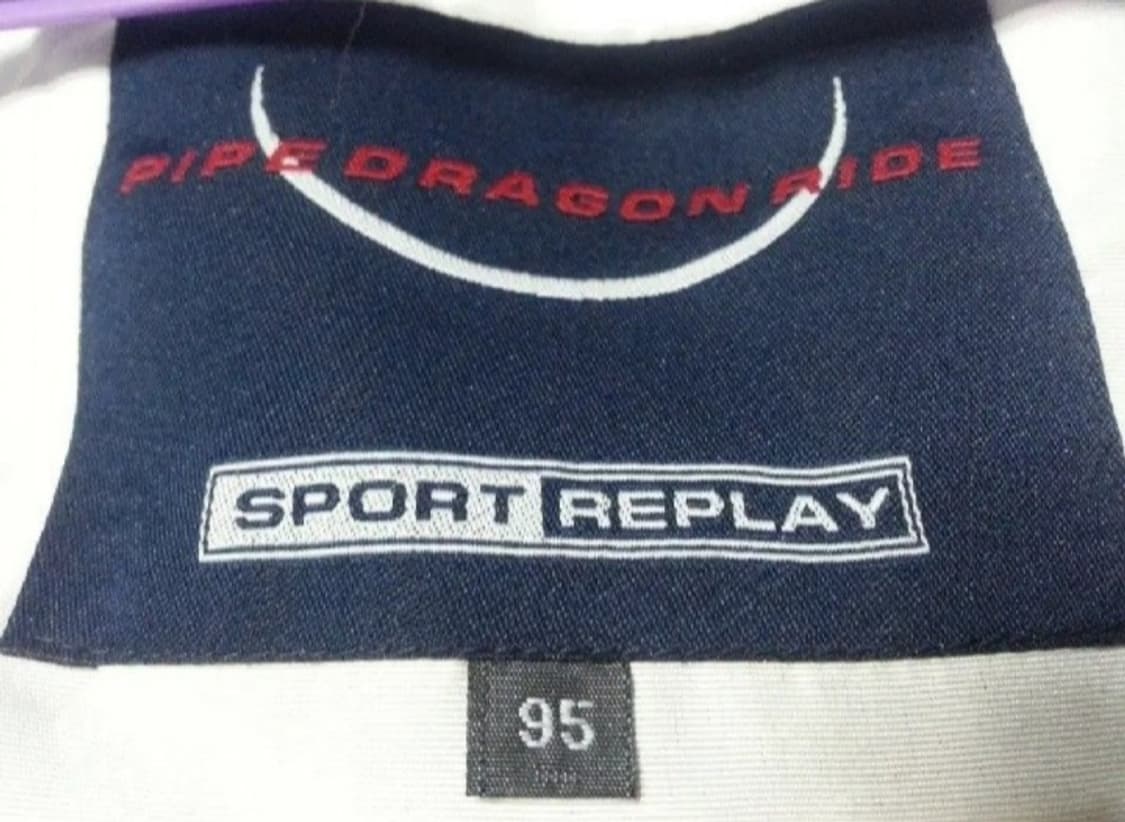 PIPE DRAGON RIDE
SPORT REPLAY
95